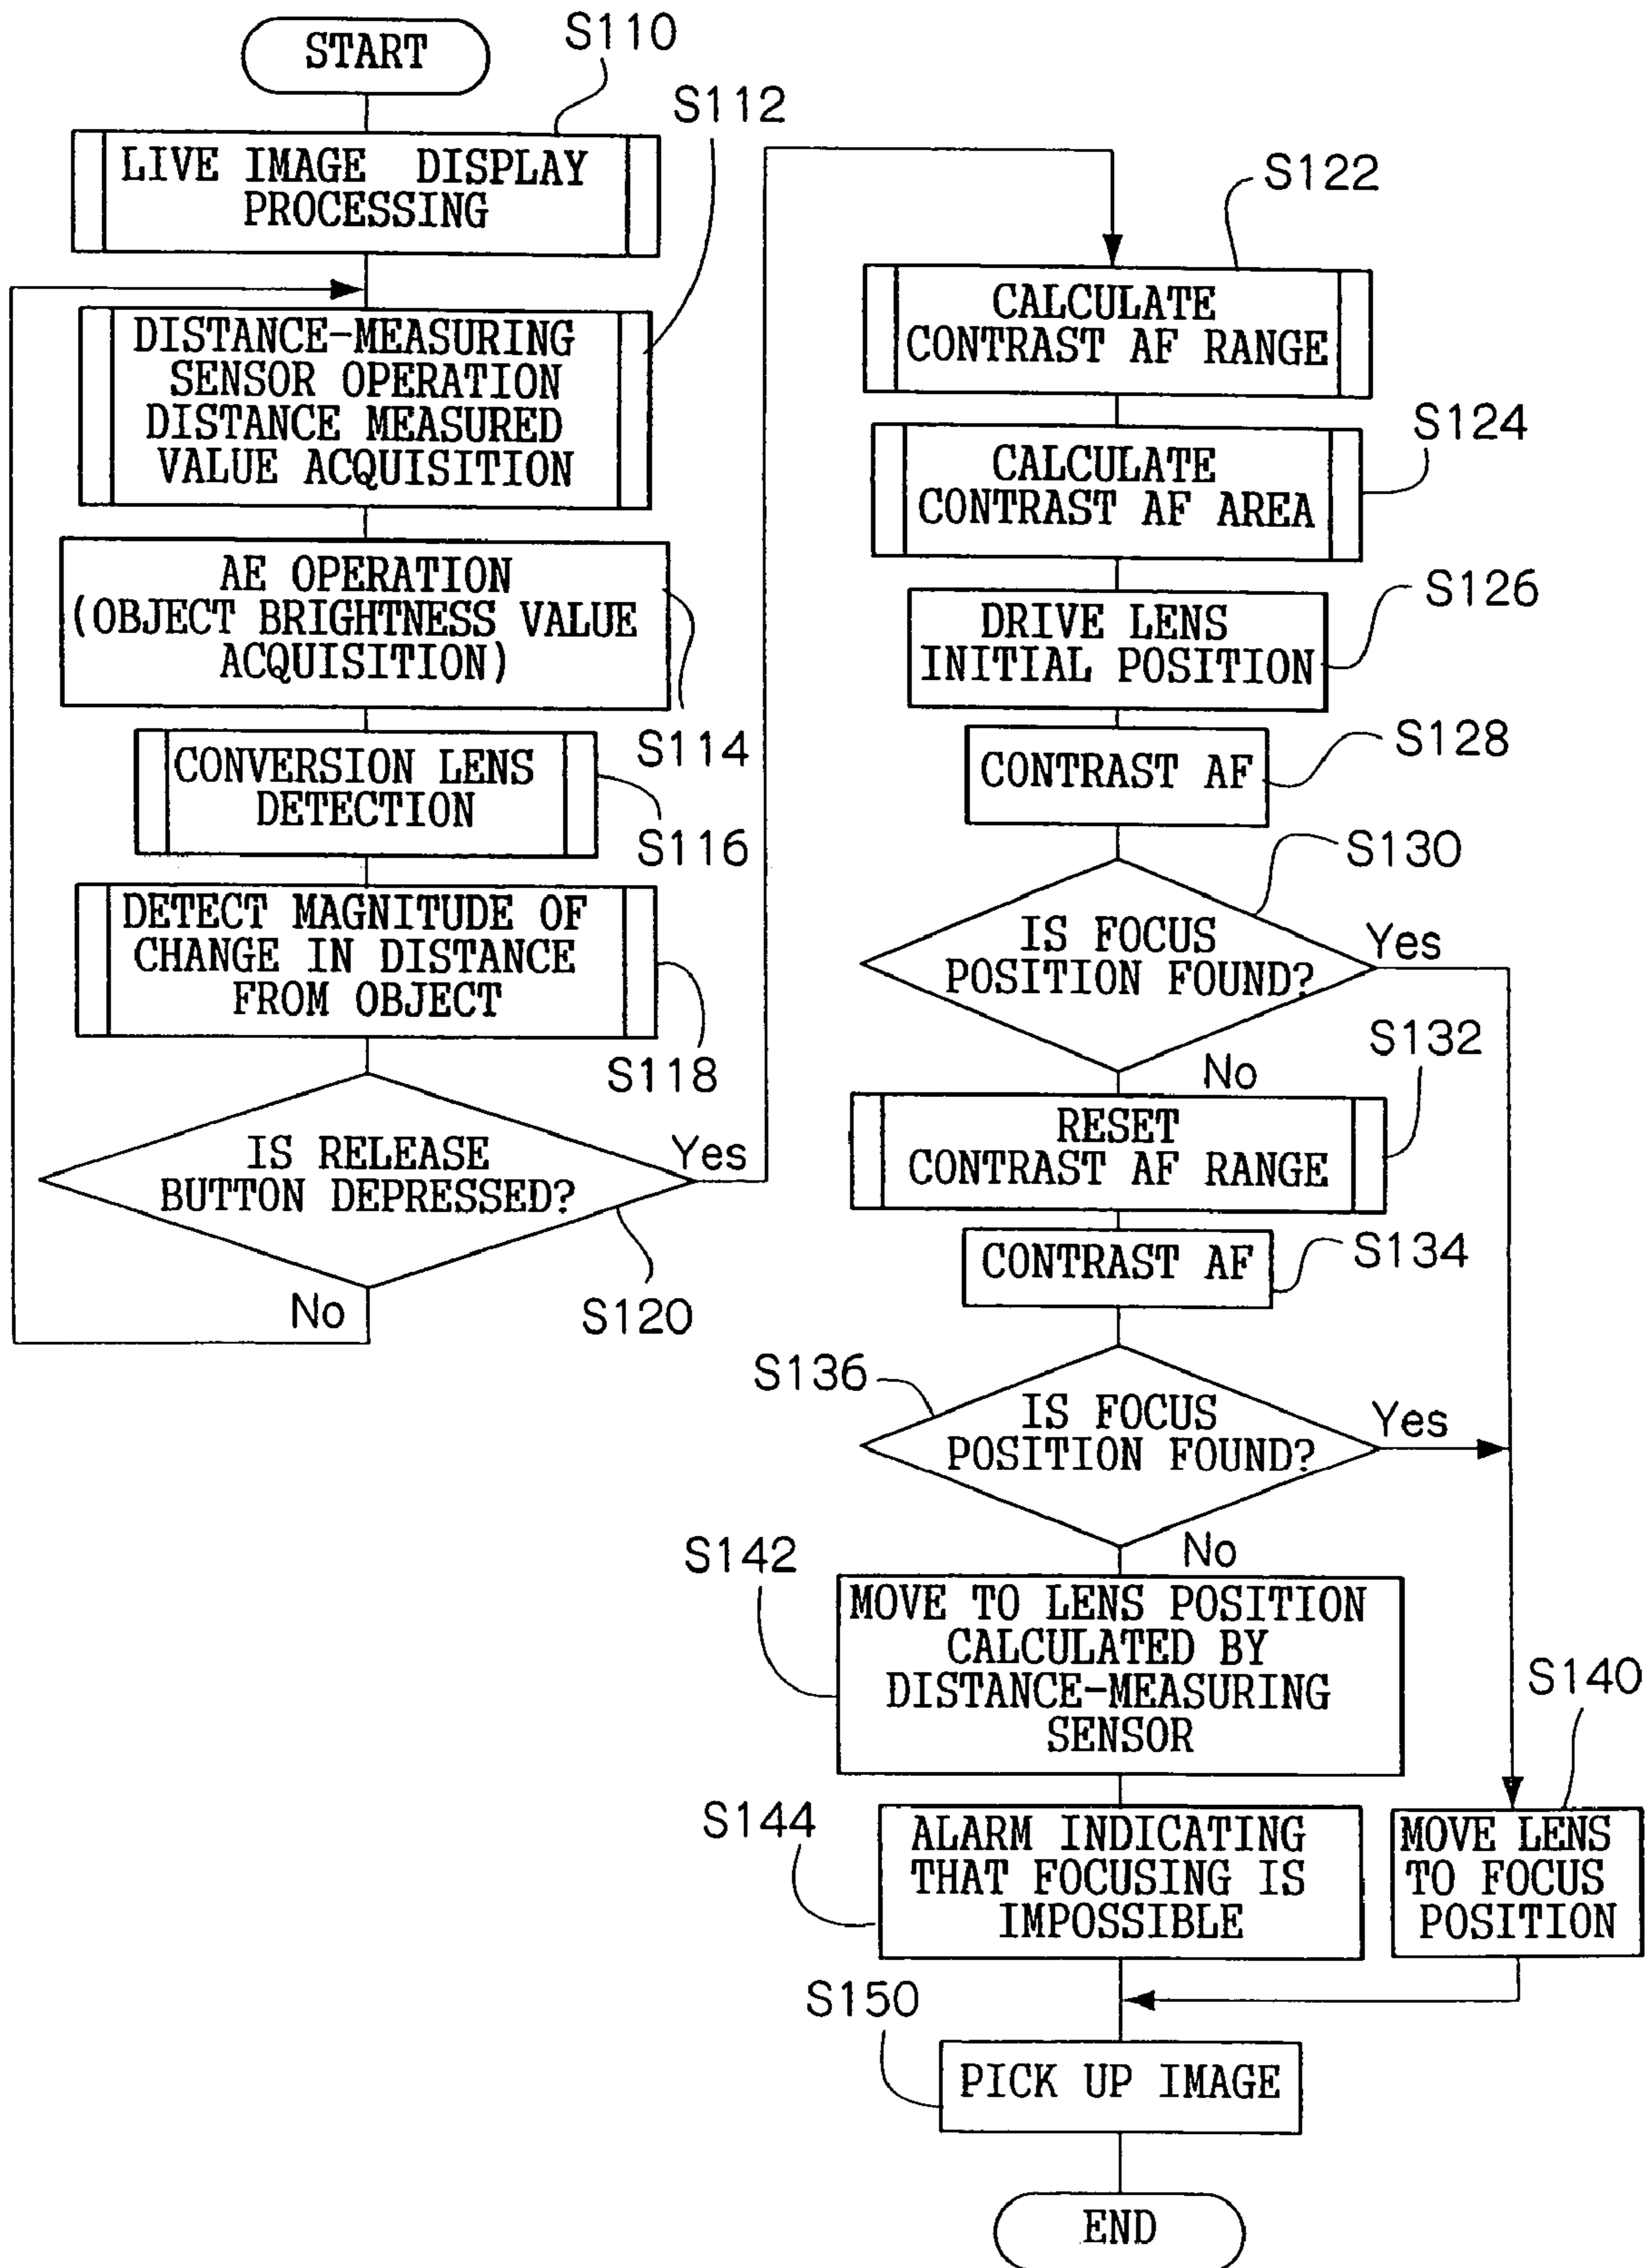 START
S110
LIVE IMAGE DISPLAY
PROCESSING
S112
DISTANCE-MEASURING
SENSOR OPERATION
DISTANCE MEASURED
VALUE ACQUISITION
AE OPERATION
(OBJECT BRIGHTNESS VALUE
ACQUISITION)
S114
CONVERSION LENS
DETECTION
S116
DETECT MAGNITUDE OF
CHANGE IN DISTANCE
FROM OBJECT
S118
IS RELEASE
BUTTON DEPRESSED?
Yes
No
S120
S122
CALCULATE
CONTRAST AF RANGE
S124
CALCULATE
CONTRAST AF AREA
S126
DRIVE LENS
INITIAL POSITION
S128
CONTRAST AF
S130
IS FOCUS
POSITION FOUND?
Yes
No
S132
RESET
CONTRAST AF RANGE
S134
CONTRAST AF
S136
IS FOCUS
POSITION FOUND?
Yes
No
S142
MOVE TO LENS POSITION
CALCULATED BY
DISTANCE-MEASURING
SENSOR
S140
MOVE LENS
TO FOCUS
POSITION
S144
ALARM INDICATING
THAT FOCUSING IS
IMPOSSIBLE
S150
PICK UP IMAGE
END